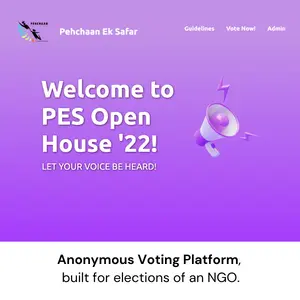 PEHCHAAN
Pehchaan Ek Safar
Guidelines
Vote Now!
Admin
Welcome to
PES Open
House '22!
LET YOUR VOICE BE HEARD!
Anonymous Voting Platform,
built for elections of an NGO.